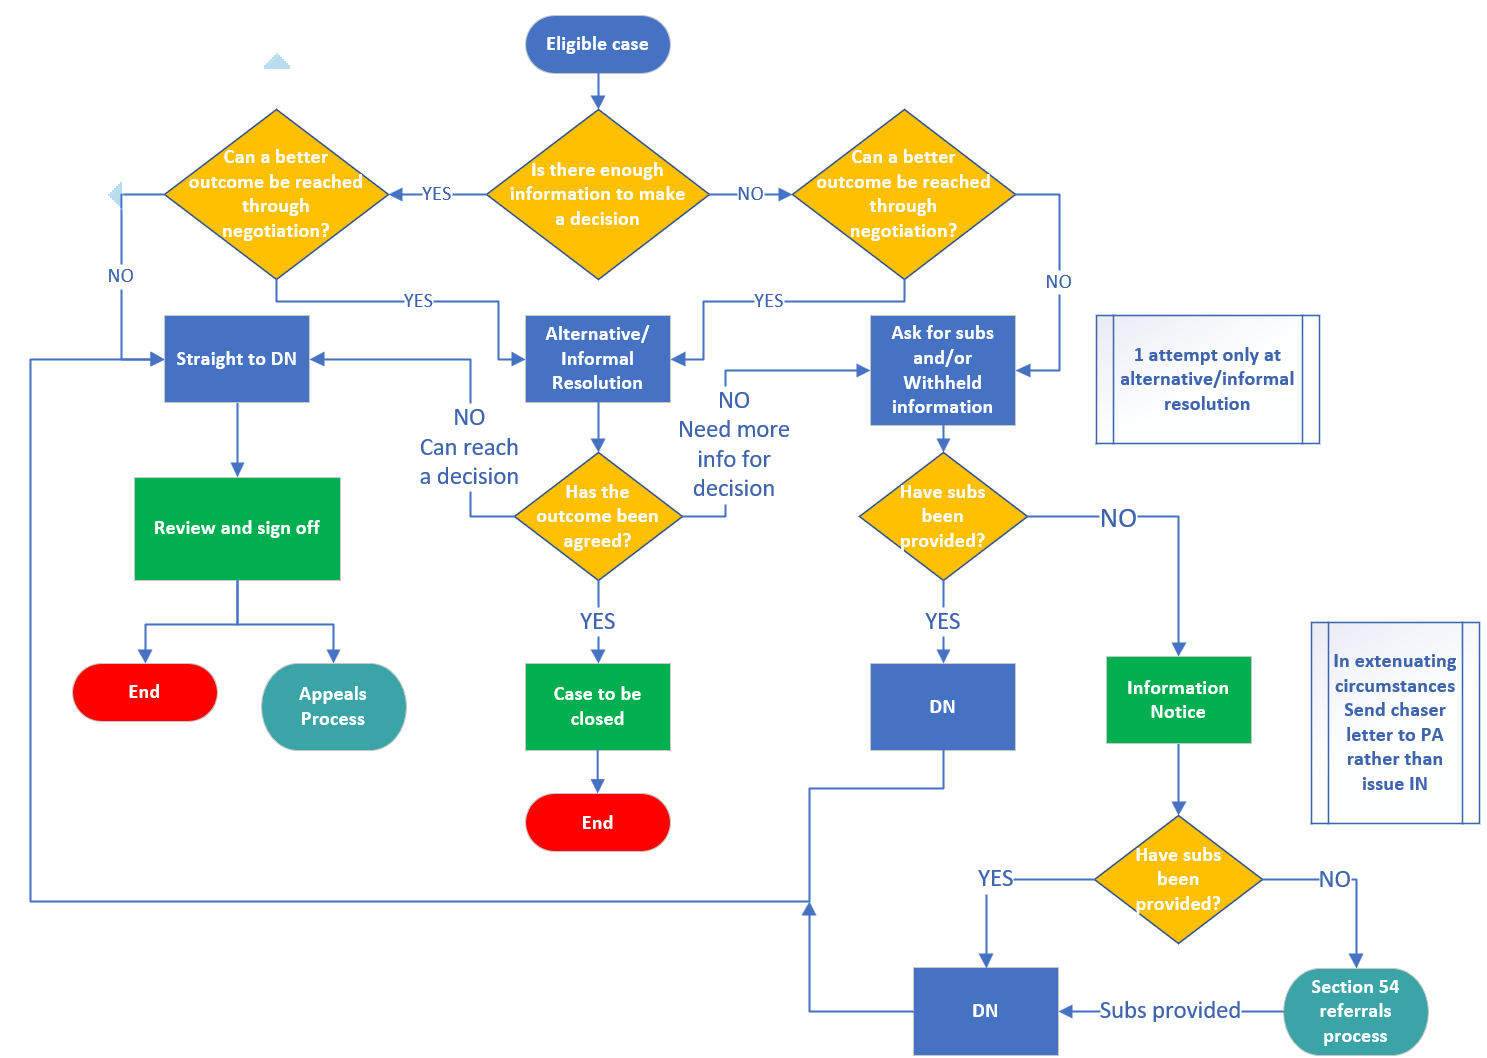 Eligible case
Can a better
outcome be reached
through
negotiation?
YES
Is there enough
information to make
a decision
NO
Can a better
outcome be reached
through
negotiation?
NO
NO
YES
YES
Straight to DN
Alternative/
Informal
Resolution
Ask for subs
and/or
Withheld
information
1 attempt only at
alternative/informal
resolution
NO
Can reach
a decision
NO
Need more
info for
decision
Review and sign off
Has the
outcome been
agreed?
Have subs
been
provided?
NO
YES
YES
End
Appeals
Process
Case to be
closed
DN
Information
Notice
In extenuating
circumstances
Send chaser
letter to PA
rather than
issue IN
End
Have subs
been
provided?
YES
NO
DN
Subs provided
Section 54
referrals
process